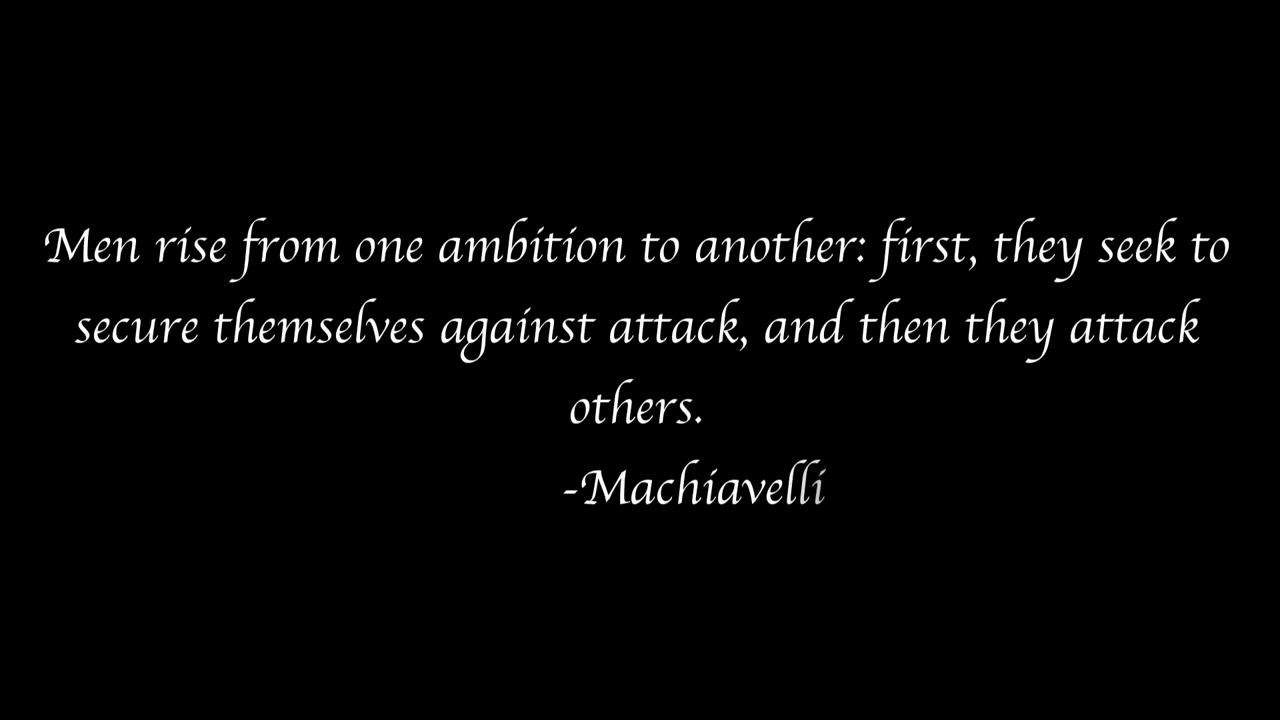 Men rise from one ambition to another: first, they seek to
secure themselves against attack, and then they attack
others.
-Machiavelli